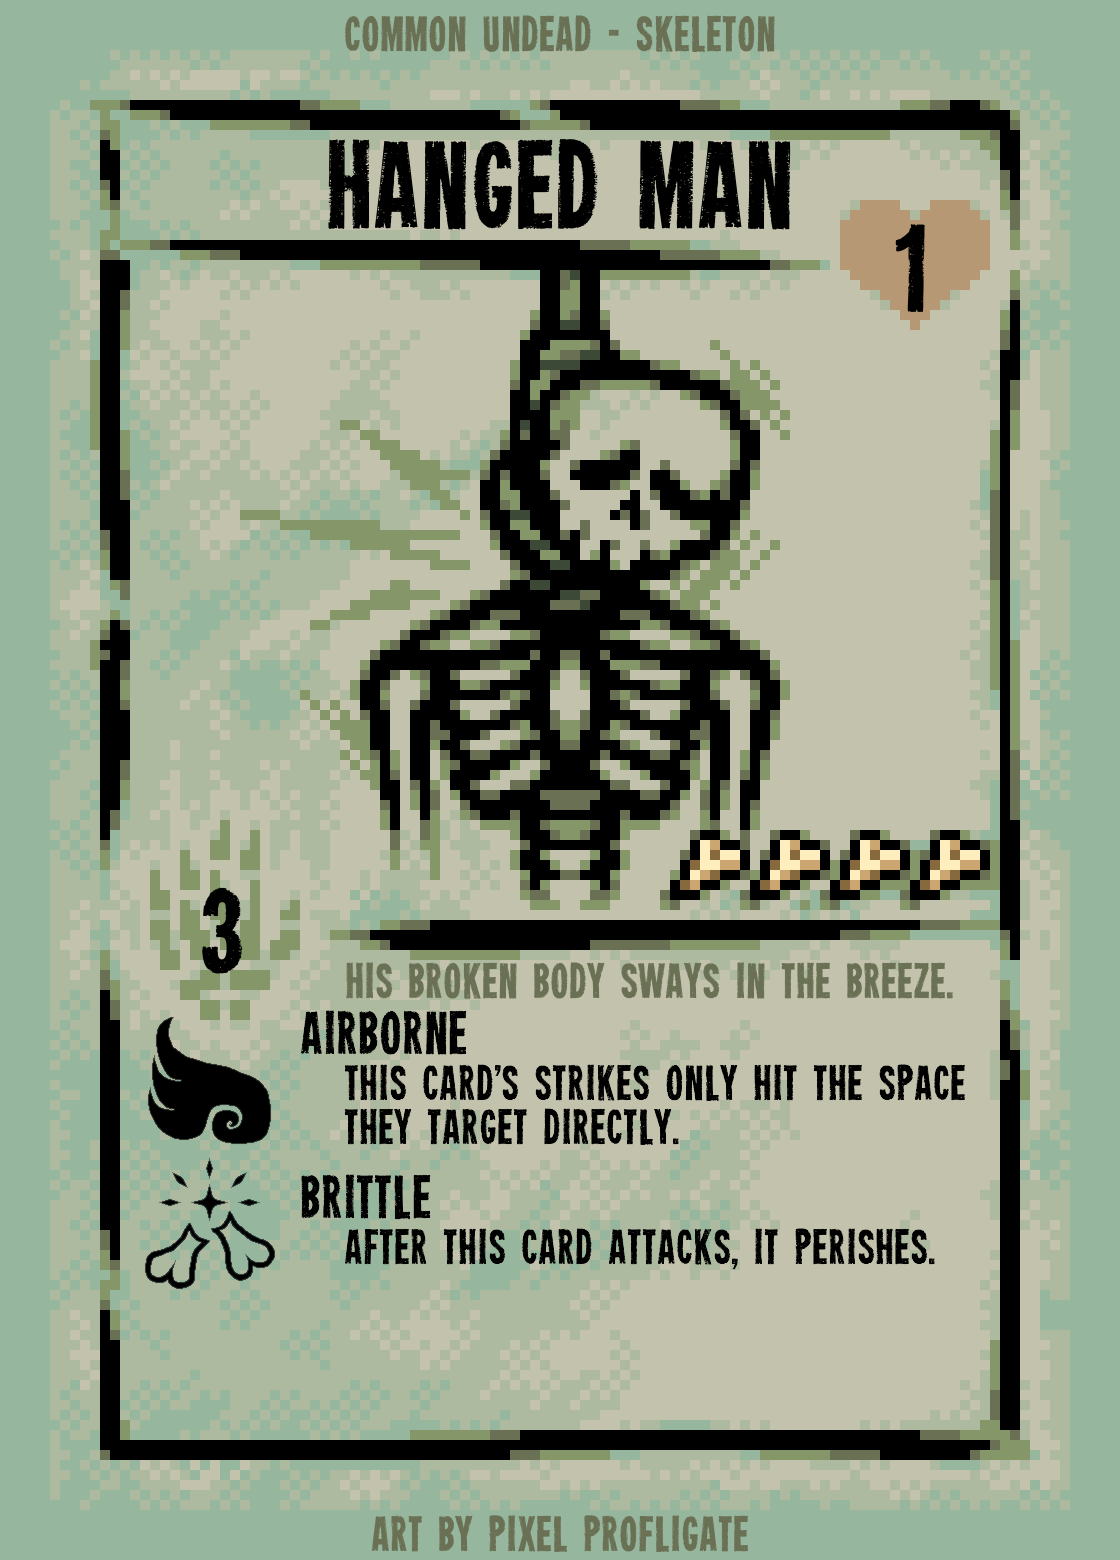 COMMON UNDEAD - SKELETON
HANGED MAN
1
3
HIS BROKEN BODY SWAYS IN THE BREEZE.
AIRBORNE
THIS CARD'S STRIKES ONLY HIT THE SPACE
THEY TARGET DIRECTLY.
BRITTLE
AFTER THIS CARD ATTACKS, IT PERISHES.
ART BY PIXEL PROFLIGATE